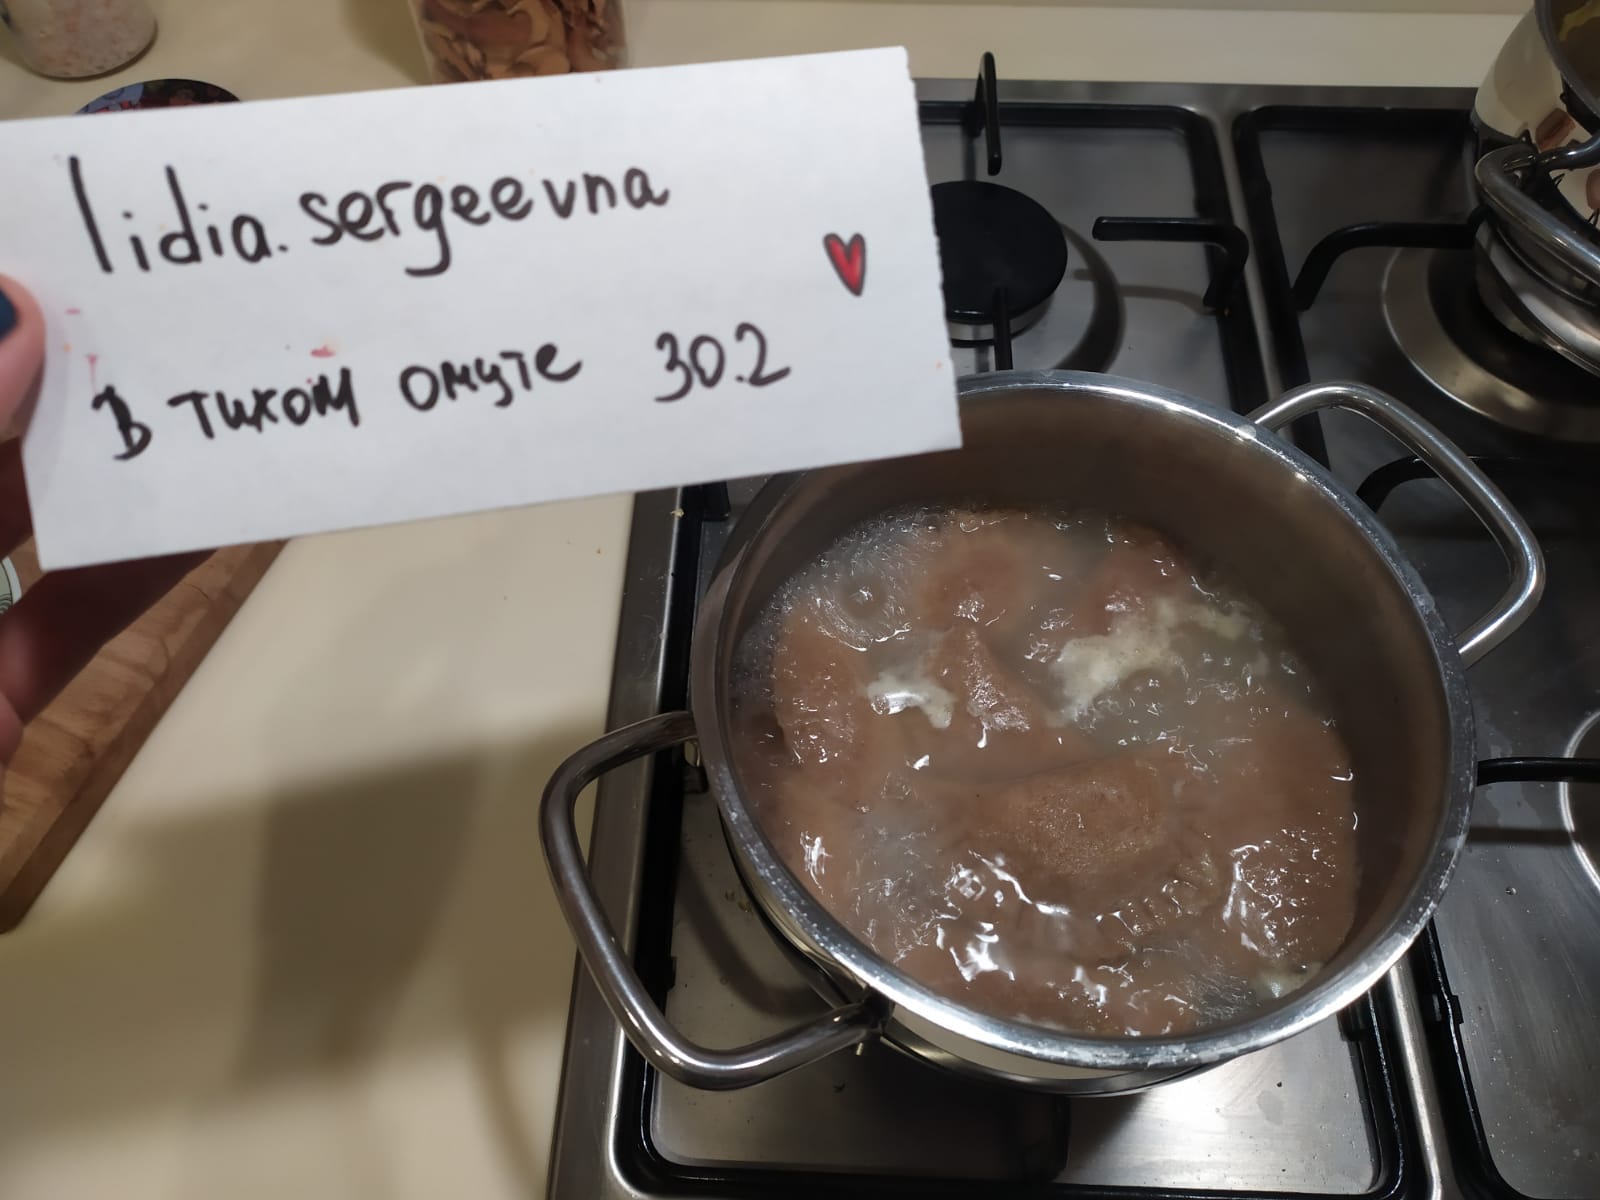 lidia.sergeevna
В тихом омуте 30.2